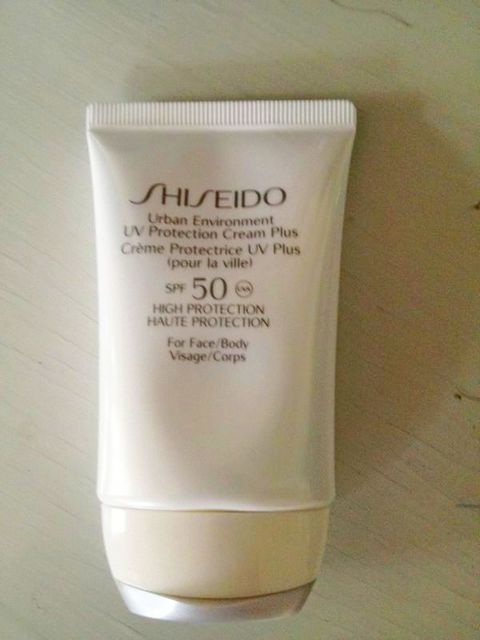 SHISEIDO
Urban Environment
UV Protection Cream Plus
Crème Protectrice UV Plus
(pour la ville)
SPF 50 UVA
HIGH PROTECTION
HAUTE PROTECTION
For Face/Body
Visage/Corps